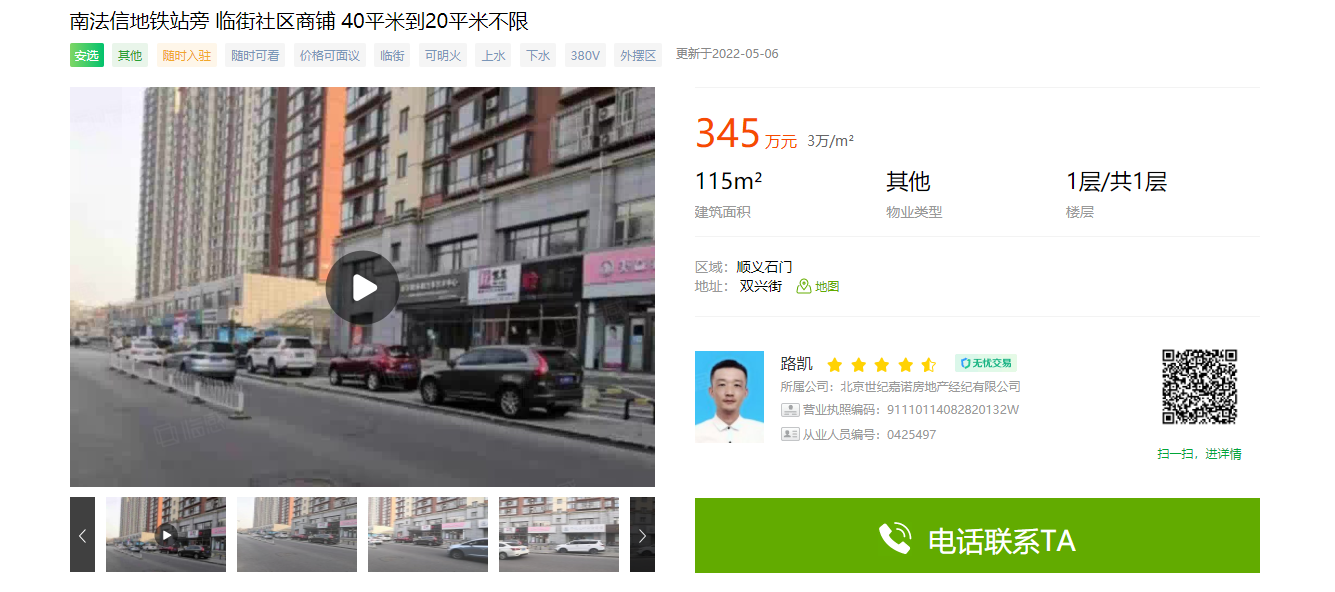 南法信地铁站旁 临街社区商铺 40平米到20平米不限
安选 其他 随时入驻 随时可看 价格可面议 临街 可明火 上水 下水 380V 外摆区 更新于2022-05-06
345万元 3万/m²
115m² 其他 1层/共1层
建筑面积 物业类型 楼层
区域： 顺义石门
地址： 双兴街 地图
路凯 无忧交易
所属公司：北京世纪嘉诺房地产经纪有限公司
营业执照编码：91110114082820132W
从业人员编号：0425497
扫一扫，进详情
电话联系TA